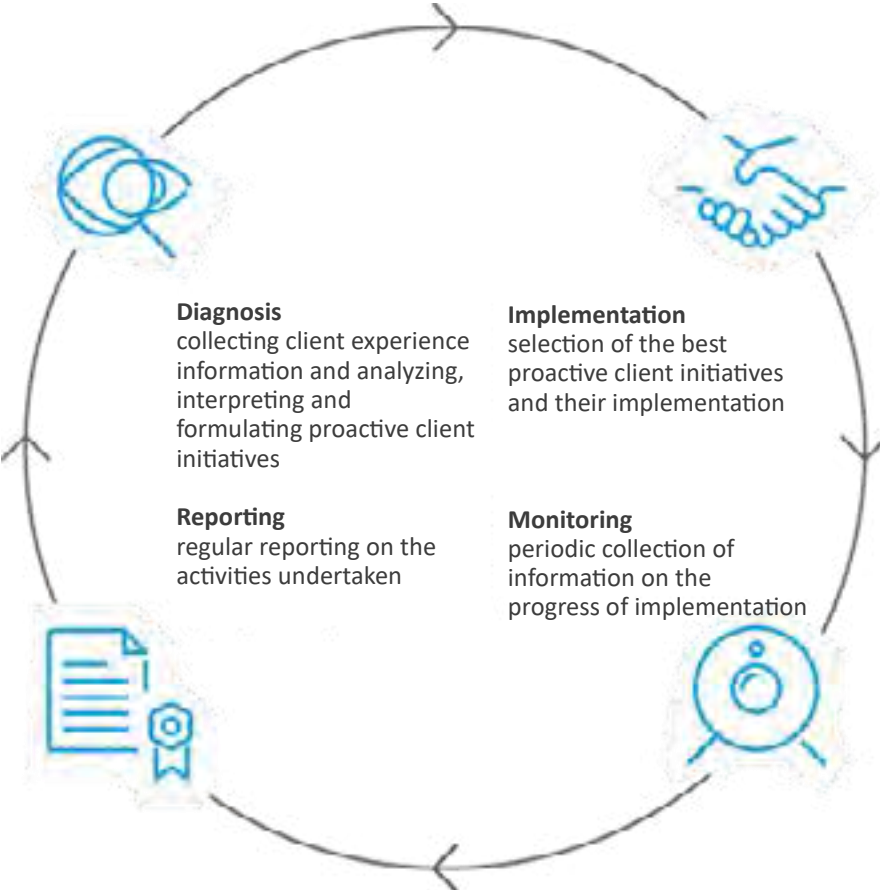 Diagnosis
collecting client experience
information and analyzing,
interpreting and
formulating proactive client
initiatives
Implementation
selection of the best
proactive client initiatives
and their implementation
Reporting
regular reporting on the
activities undertaken
Monitoring
periodic collection of
information on the
progress of implementation